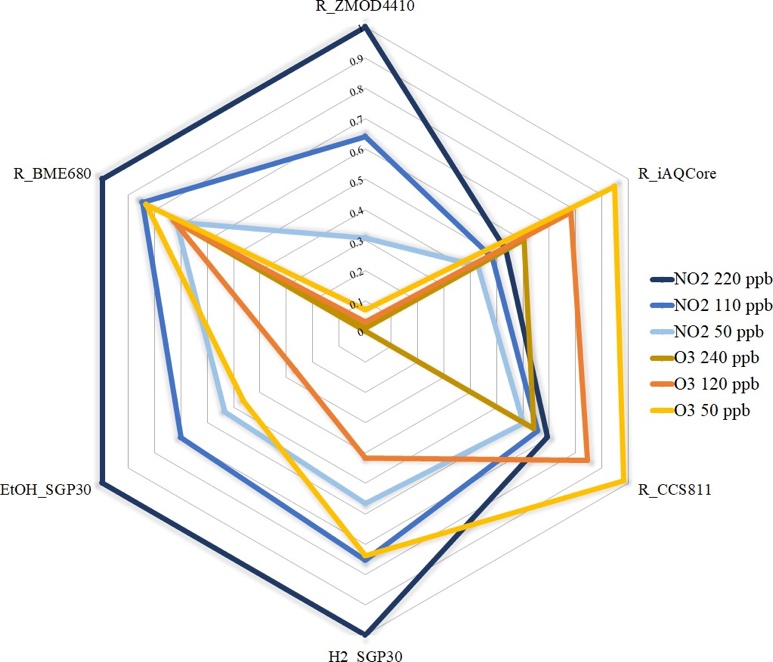 R_ZMOD4410
1
0.9
0.8
0.7
0.6
0.5
0.4
0.3
0.2
0.1
0
R_BME680
R_iAQCore
NO2 220 ppb
NO2 110 ppb
NO2 50 ppb
O3 240 ppb
O3 120 ppb
O3 50 ppb
EtOH_SGP30
R_CCS811
H2_SGP30